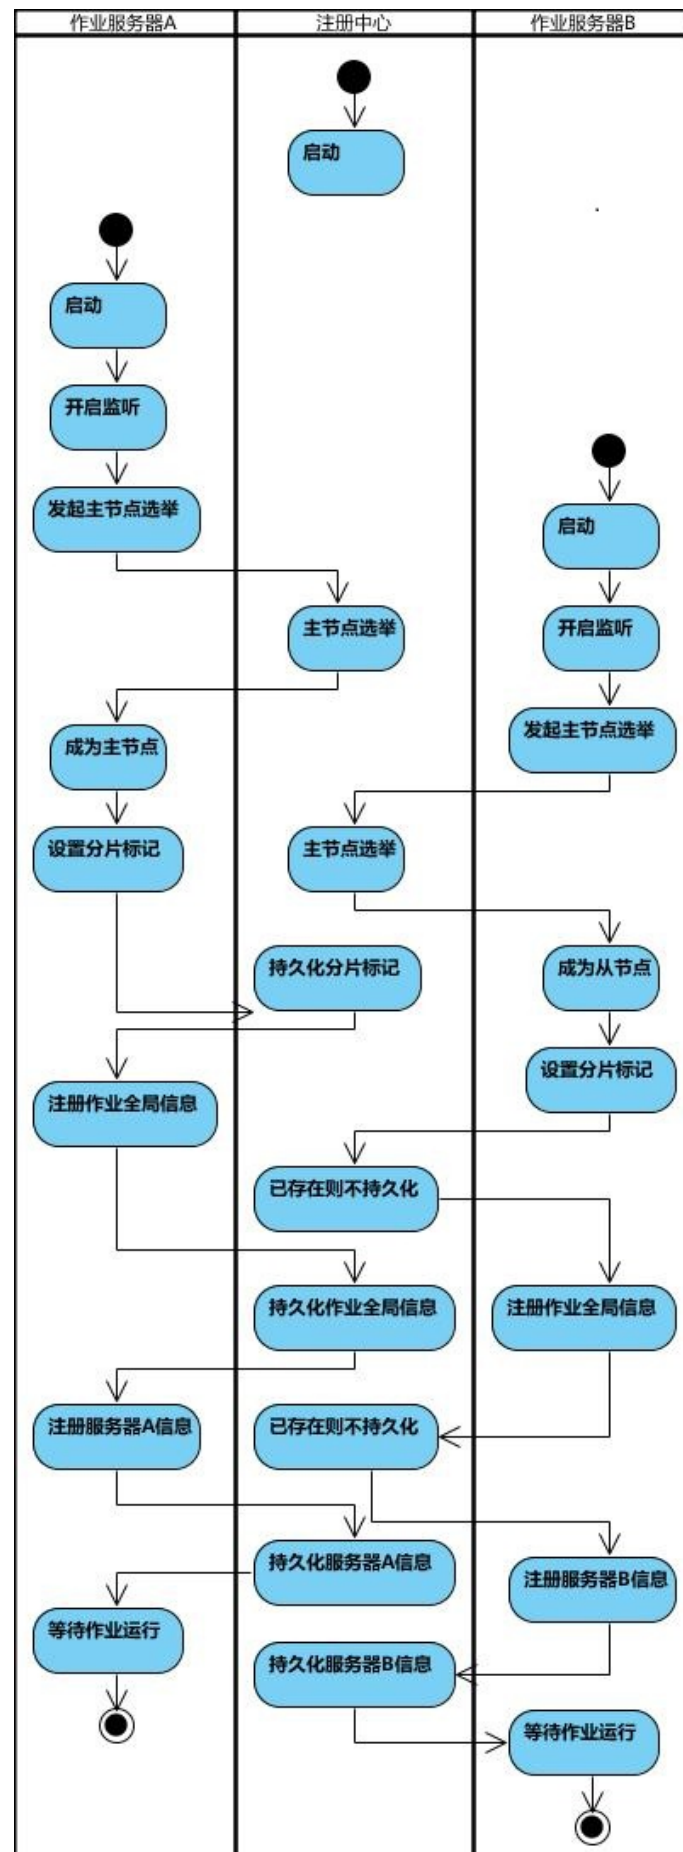 作业服务器A
注册中心
作业服务器B
启动
启动
开启监听
发起主节点选举
启动
主节点选举
开启监听
成为主节点
发起主节点选举
设置分片标记
主节点选举
持久化分片标记
成为从节点
设置分片标记
注册作业全局信息
已存在则不持久化
持久化作业全局信息
注册作业全局信息
注册服务器A信息
已存在则不持久化
持久化服务器A信息
注册服务器B信息
等待作业运行
持久化服务器B信息
等待作业运行